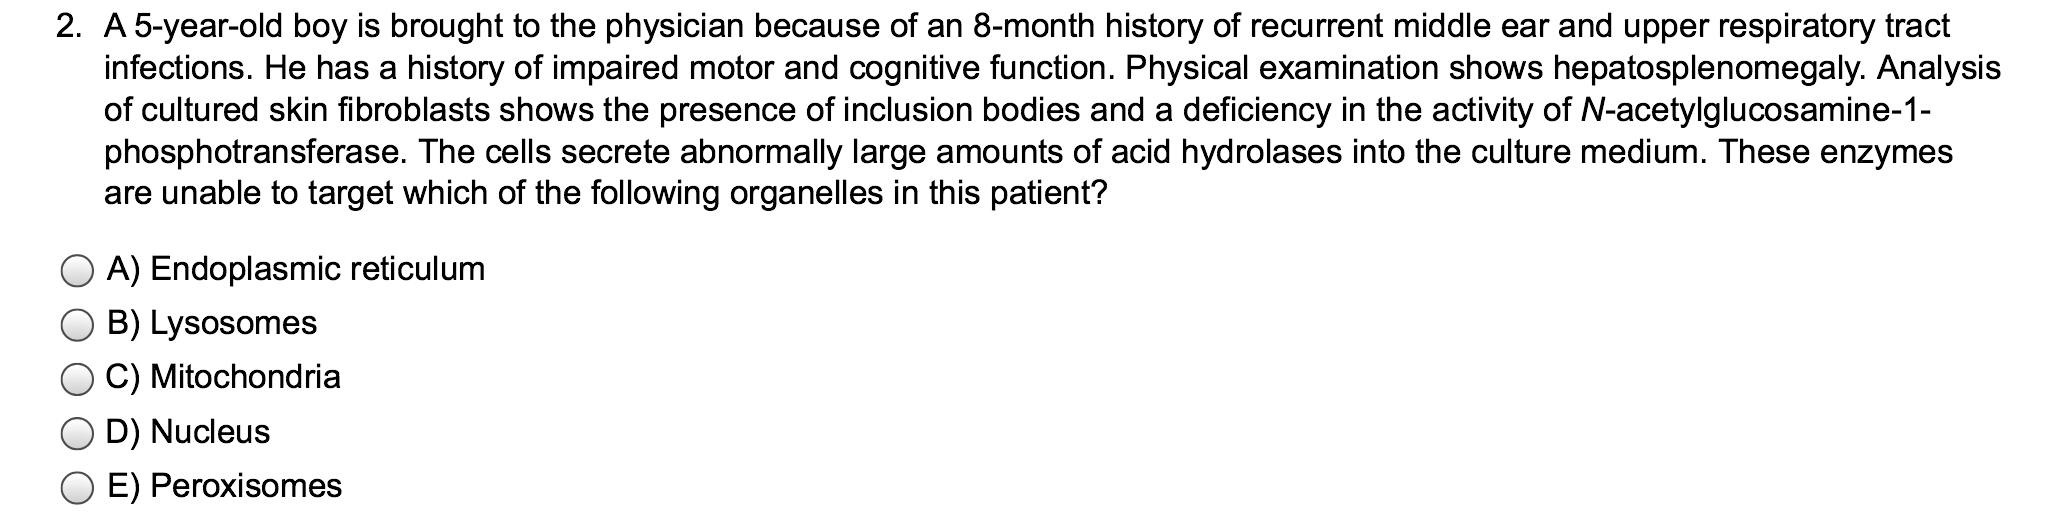 2. A 5-year-old boy is brought to the physician because of an 8-month history of recurrent middle ear and upper respiratory tract
infections. He has a history of impaired motor and cognitive function. Physical examination shows hepatosplenomegaly. Analysis
of cultured skin fibroblasts shows the presence of inclusion bodies and a deficiency in the activity of N-acetylglucosamine-1-
phosphotransferase. The cells secrete abnormally large amounts of acid hydrolases into the culture medium. These enzymes
are unable to target which of the following organelles in this patient?
A) Endoplasmic reticulum
B) Lysosomes
C) Mitochondria
D) Nucleus
E) Peroxisomes